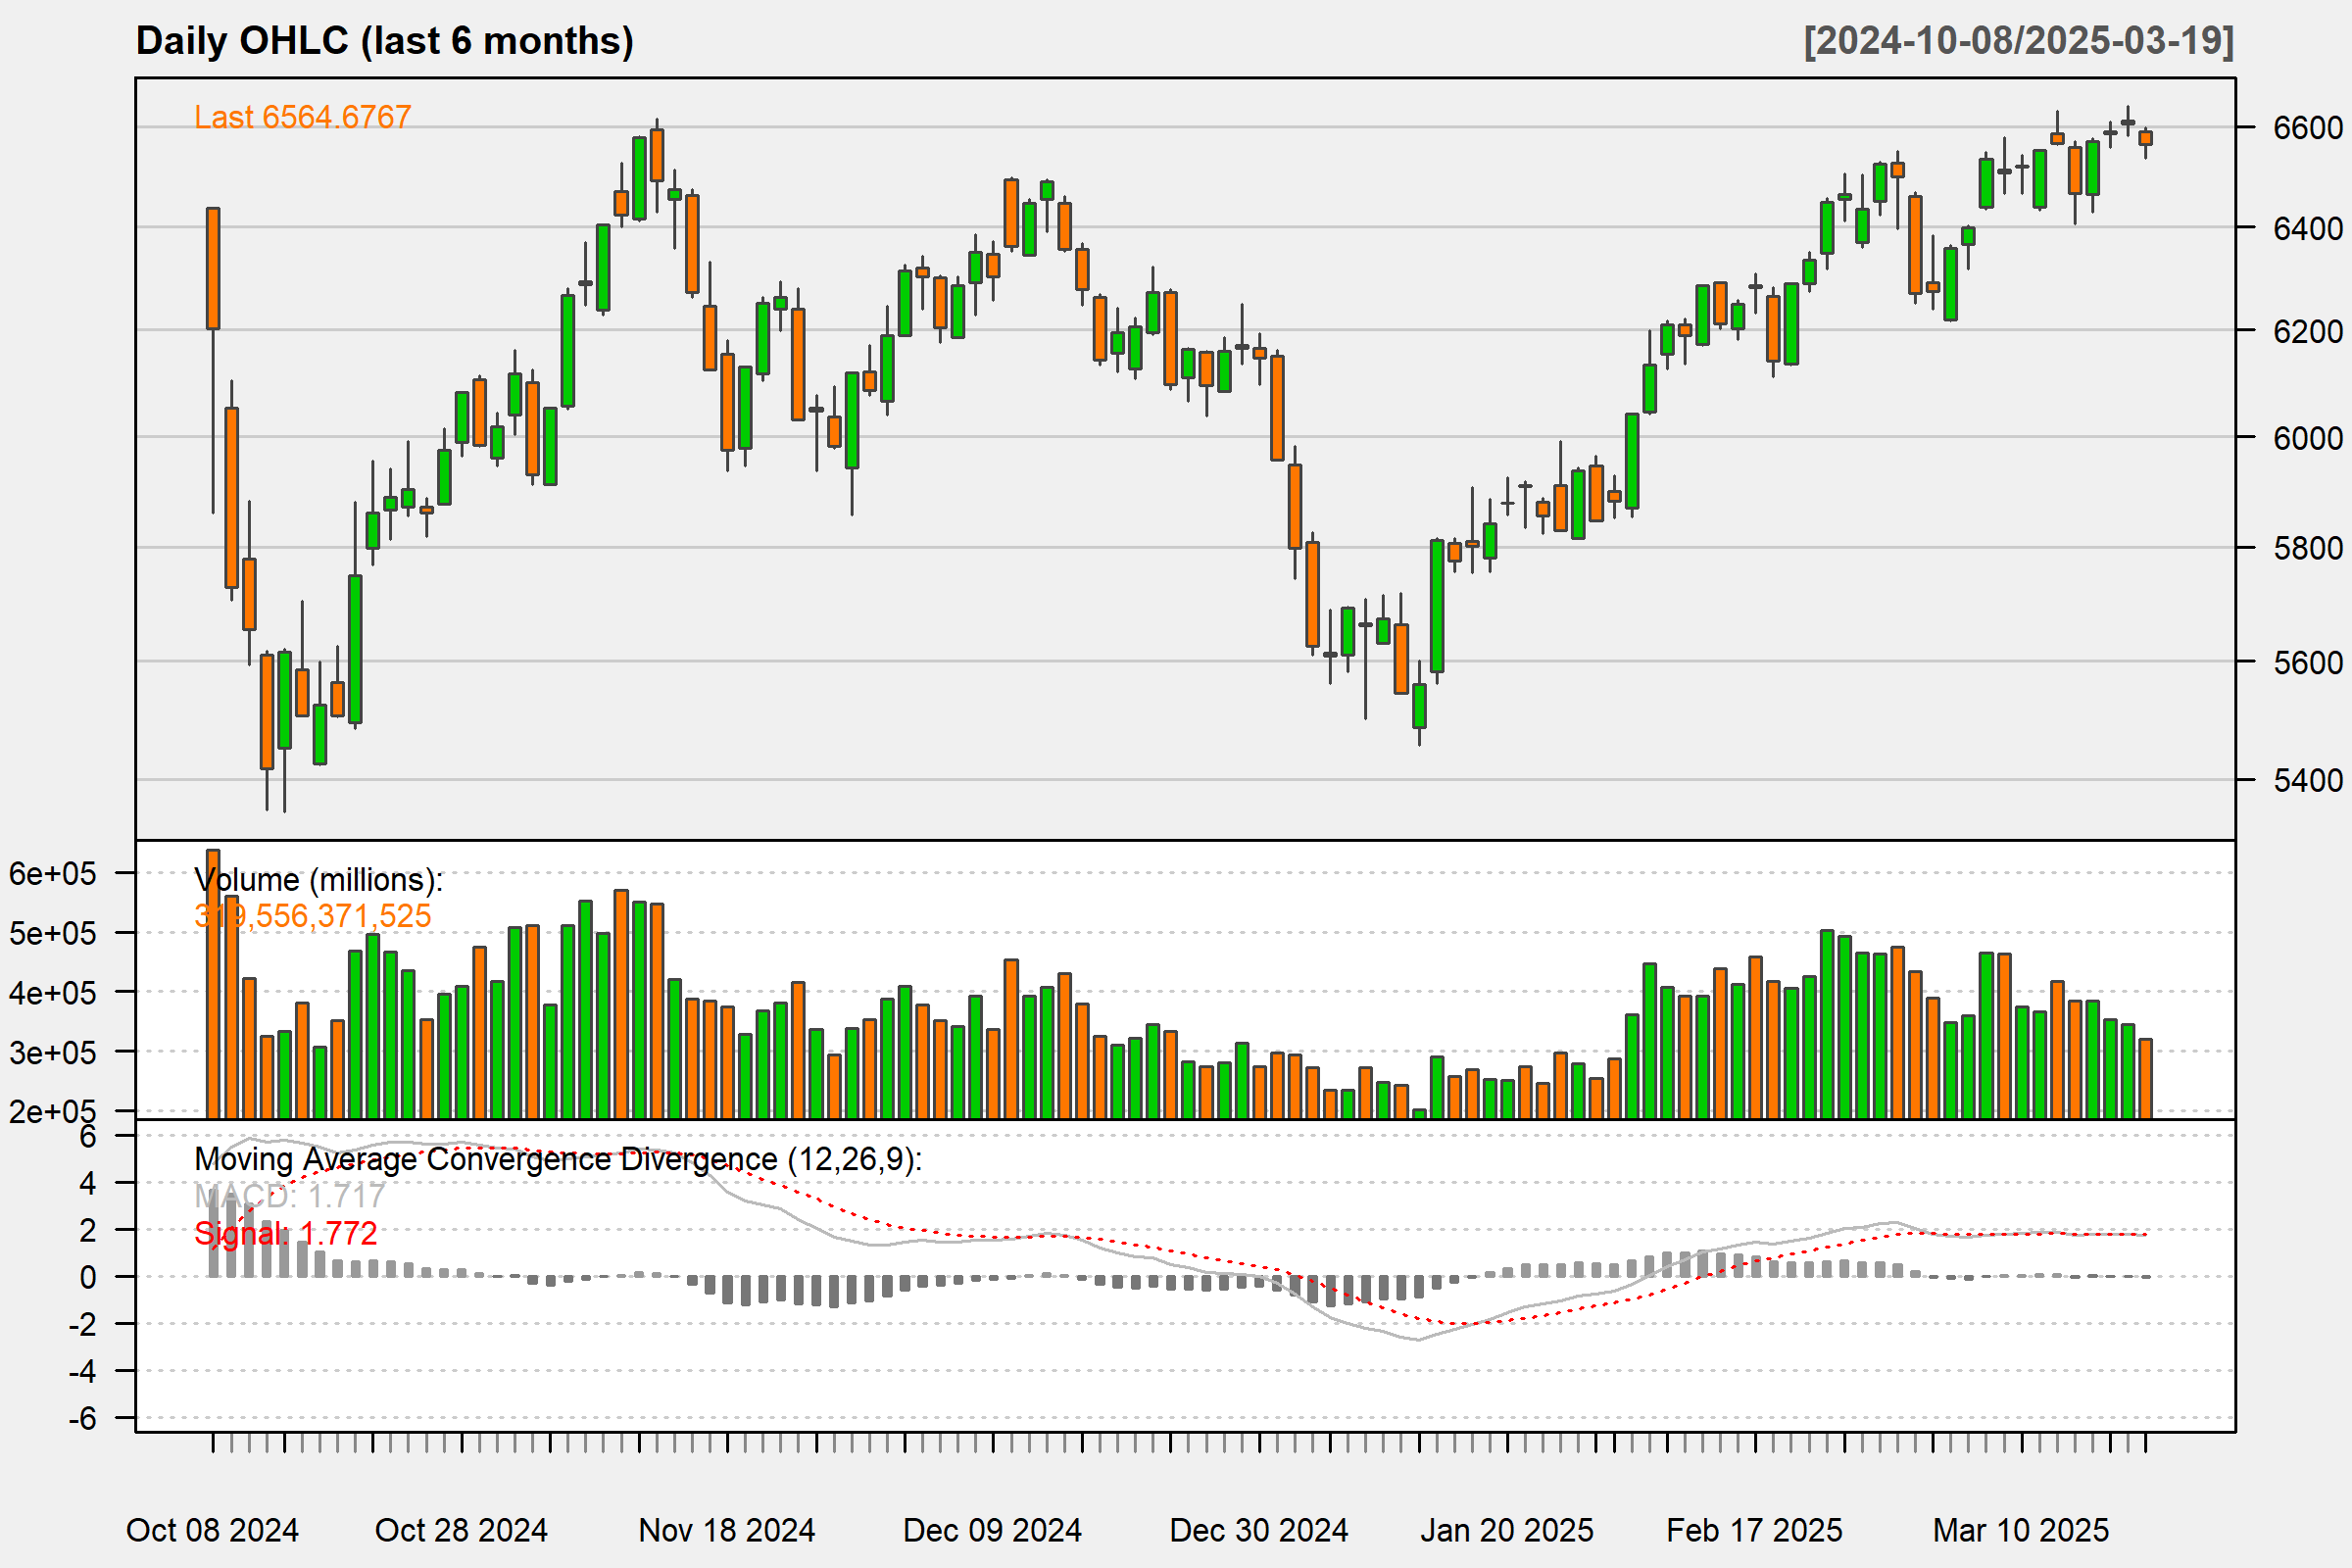 Daily OHLC (last 6 months)
[2024-10-08/2025-03-19]
Last 6564.6767
6600
6400
6200
6000
5800
5600
5400
Volume (millions):
319,556,371,525
6e+05
5e+05
4e+05
3e+05
2e+05
Moving Average Convergence Divergence (12,26,9):
MACD: 1.717
Signal: 1.772
6
4
2
0
-2
-4
-6
Oct 08 2024
Oct 28 2024
Nov 18 2024
Dec 09 2024
Dec 30 2024
Jan 20 2025
Feb 17 2025
Mar 10 2025